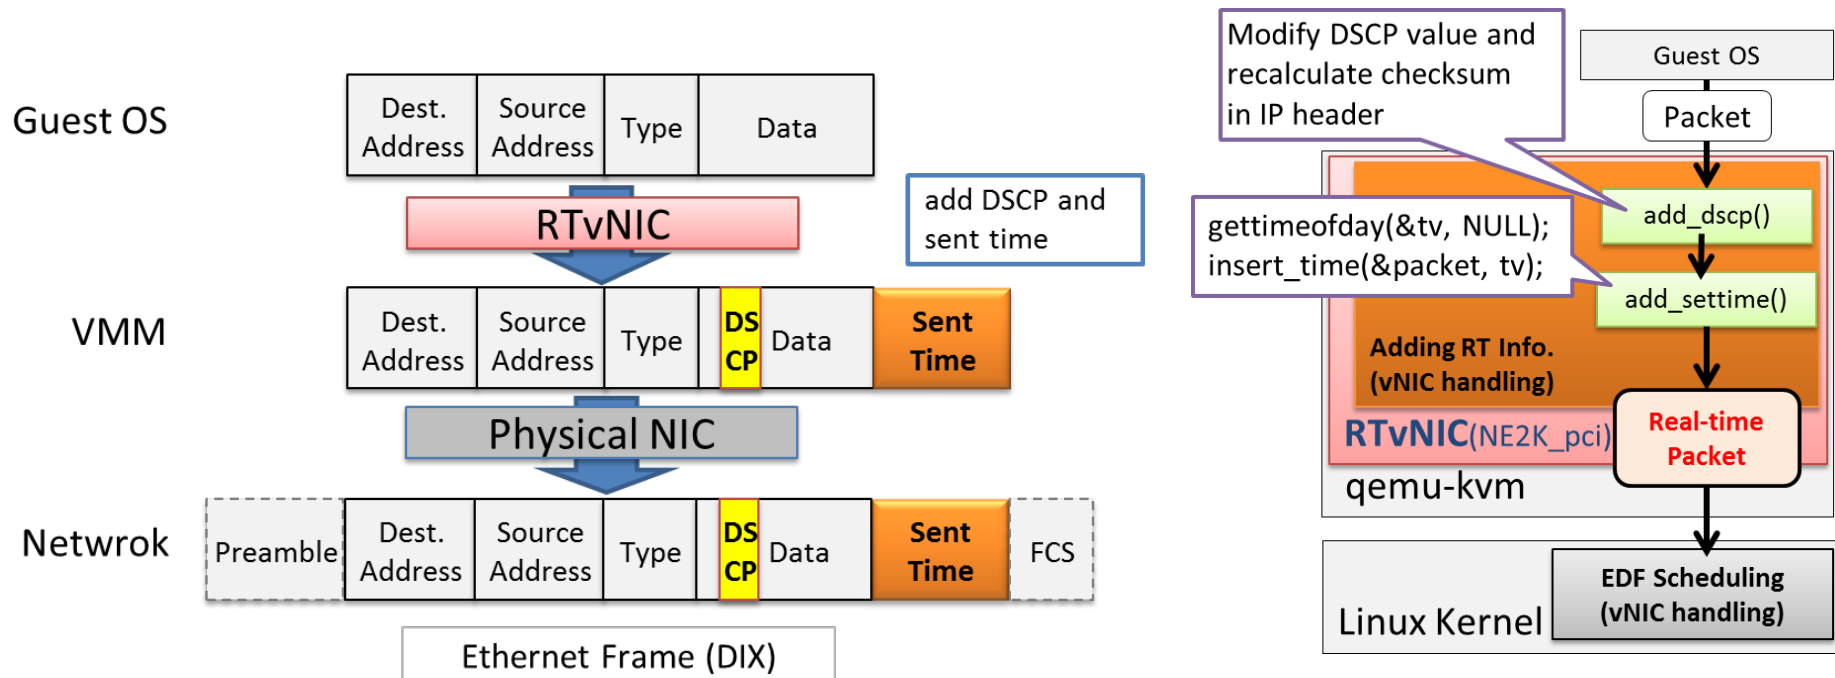 Guest OS
Dest.
Address
Source
Address
Type
Data
RTvNIC
add DSCP and
sent time
VMM
Dest.
Address
Source
Address
Type
DS
CP
Data
Sent
Time
Physical NIC
Netwrok
Preamble
Dest.
Address
Source
Address
Type
DS
CP
Data
Sent
Time
FCS
Ethernet Frame (DIX)
Modify DSCP value and
recalculate checksum
in IP header
Guest OS
Packet
add_dscp()
gettimeofday(&tv, NULL);
insert_time(&packet, tv);
add_settime()
Adding RT Info.
(vNIC handling)
RTvNIC(NE2K_pci)
Real-time
Packet
qemu-kvm
EDF Scheduling
(vNIC handling)
Linux Kernel